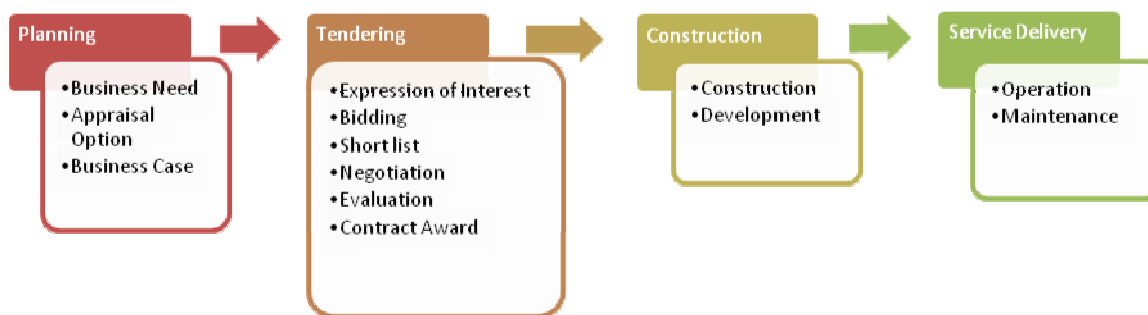 Planning
•Business Need
•Appraisal
Option
•Business Case
Tendering
•Expression of Interest
•Bidding
•Short list
•Negotiation
•Evaluation
•Contract Award
Construction
•Construction
•Development
Service Delivery
•Operation
•Maintenance